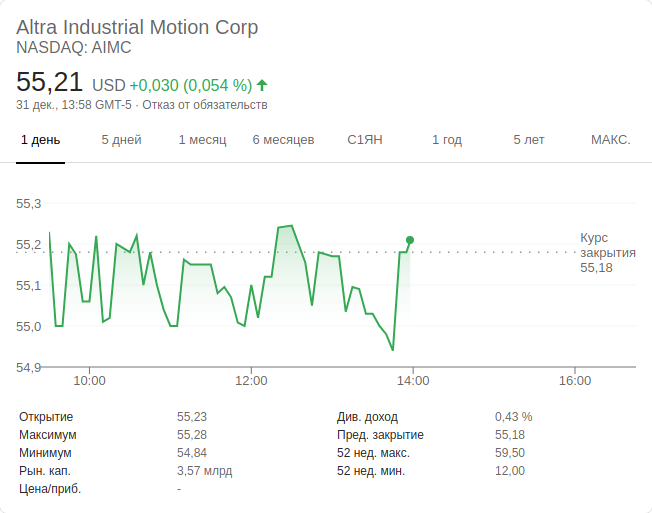 Altra Industrial Motion Corp
NASDAQ: AIMC
55,21 USD +0,030 (0,054 %)
31 дек., 13:58 GMT-5 · Отказ от обязательств
1 день 5 дней 1 месяц 6 месяцев С1ЯН 1 год 5 лет МАКС.
55,3
55,2
55,1
55,0
54,9
Курс
закрытия
55,18
10:00 12:00 14:00 16:00
Открытие 55,23 Див. доход 0,43 %
Максимум 55,28 Пред. закрытие 55,18
Минимум 54,84 52 нед. макс. 59,50
Рын. кап. 3,57 млрд 52 нед. мин. 12,00
Цена/приб. -